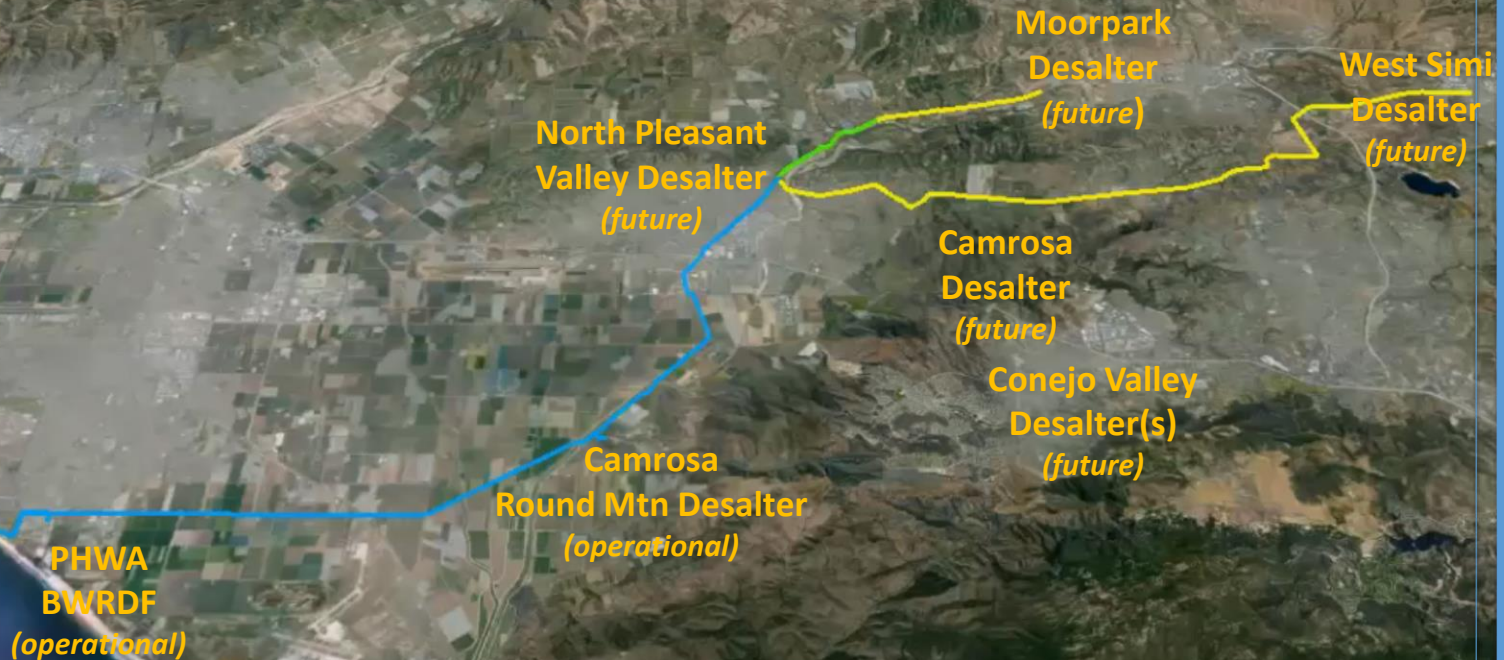 Moorpark
Desalter
(future)
West Simi
Desalter
(future)
North Pleasant
Valley Desalter
(future)
Camrosa
Desalter
(future)
Conejo Valley
Desalter(s)
(future)
Camrosa
Round Mtn Desalter
(operational)
PHWA
BWRDF
(operational)